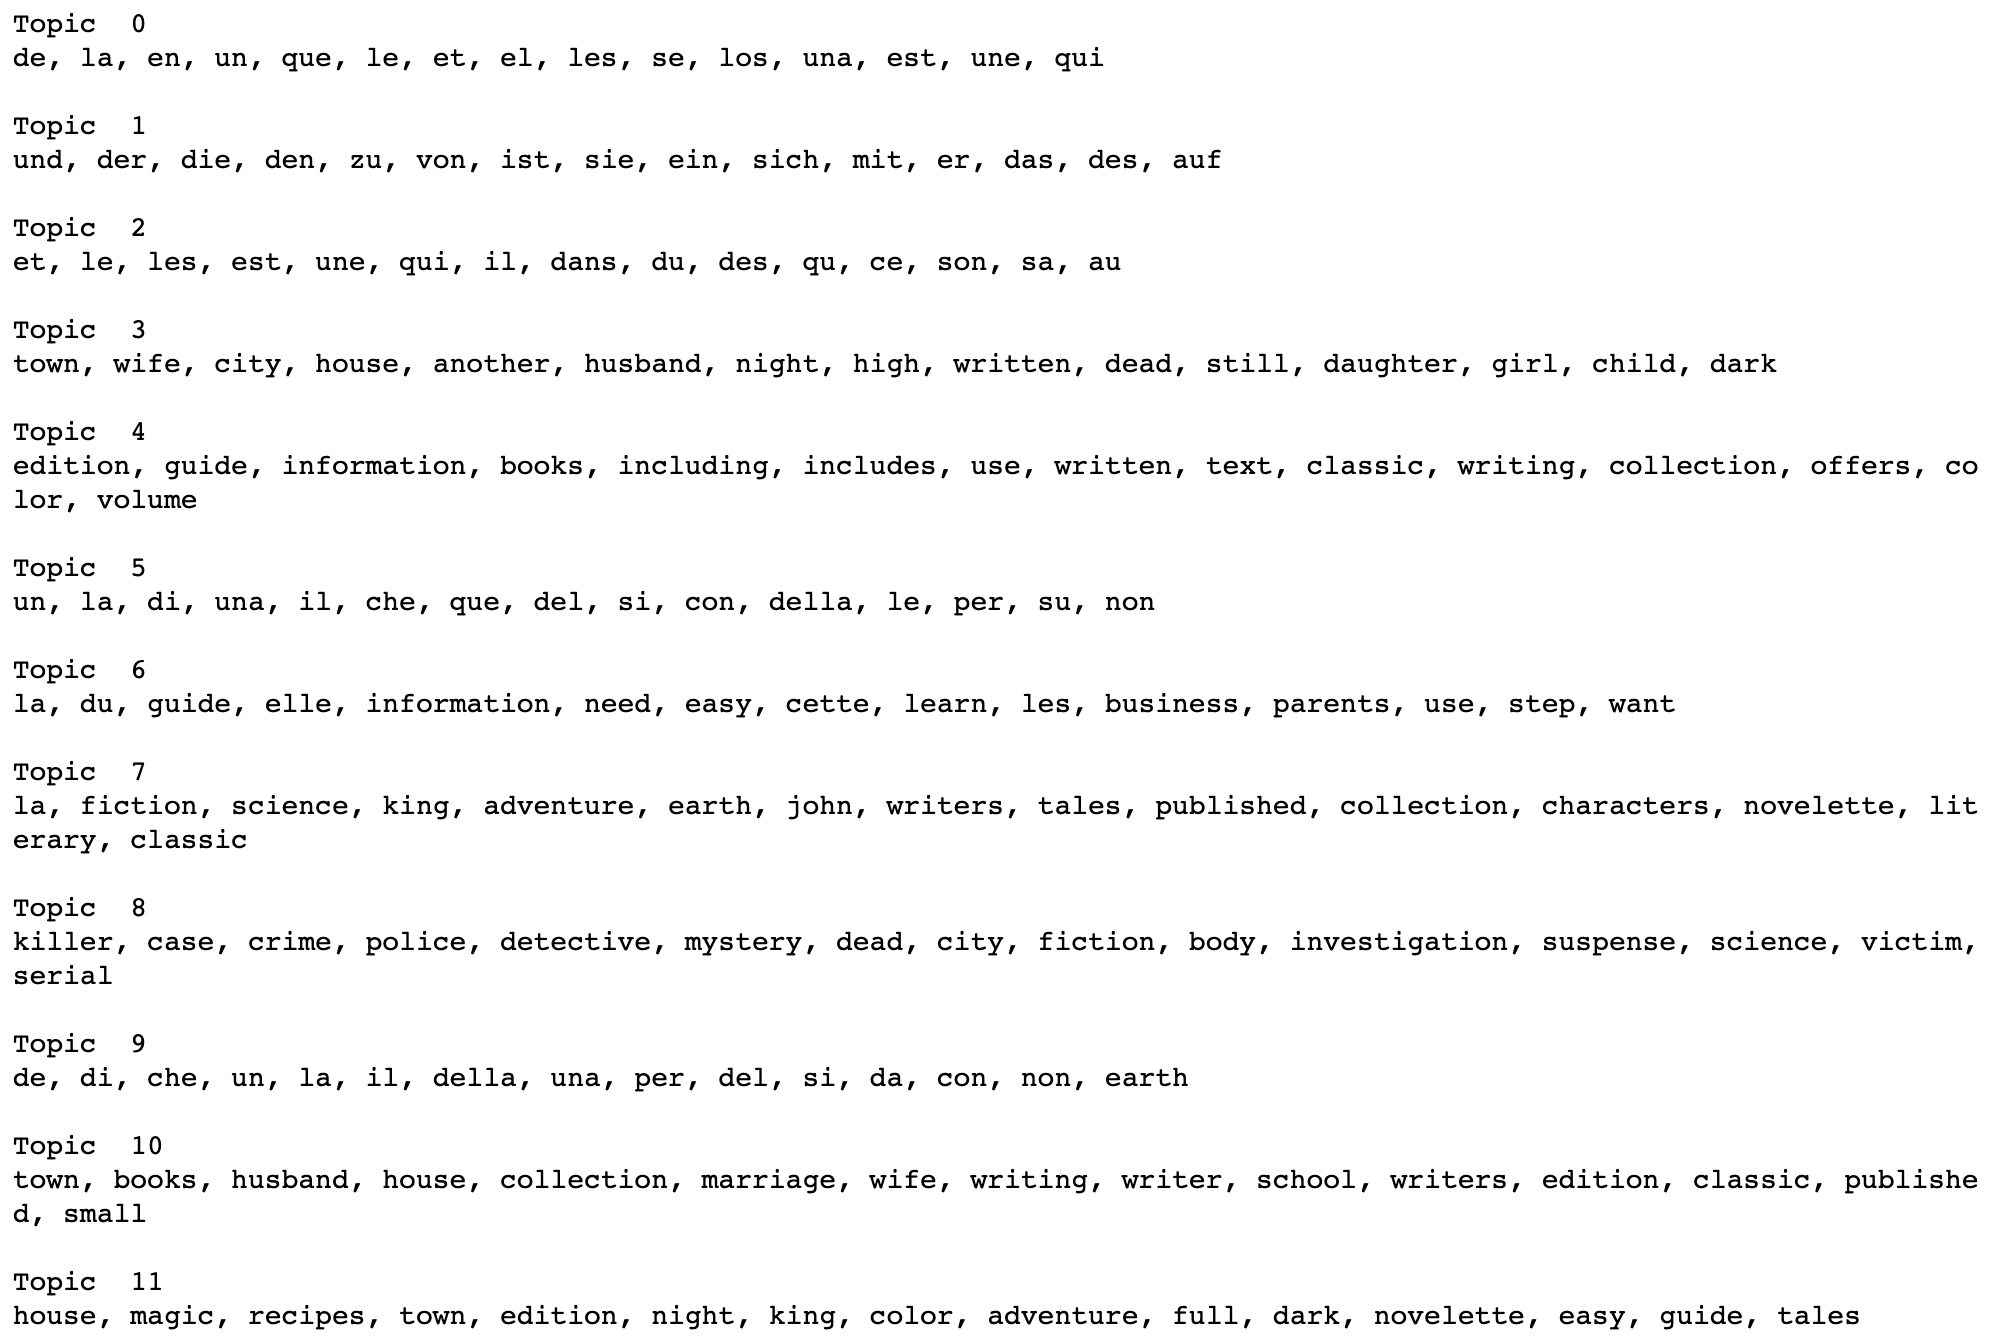 Topic  0
de, la, en, un, que, le, et, el, les, se, los, una, est, une, qui
Topic  1
und, der, die, den, zu, von, ist, sie, ein, sich, mit, er, das, des, auf
Topic  2
et, le, les, est, une, qui, il, dans, du, des, qu, ce, son, sa, au
Topic  3
town, wife, city, house, another, husband, night, high, written, dead, still, daughter, girl, child, dark
Topic  4
edition, guide, information, books, including, includes, use, written, text, classic, writing, collection, offers, co
lor, volume
Topic  5
un, la, di, una, il, che, que, del, si, con, della, le, per, su, non
Topic  6
la, du, guide, elle, information, need, easy, cette, learn, les, business, parents, use, step, want
Topic  7
la, fiction, science, king, adventure, earth, john, writers, tales, published, collection, characters, novelette, lit
erary, classic
Topic  8
killer, case, crime, police, detective, mystery, dead, city, fiction, body, investigation, suspense, science, victim,
serial
Topic  9
de, di, che, un, la, il, della, una, per, del, si, da, con, non, earth
Topic  10
town, books, husband, house, collection, marriage, wife, writing, writer, school, writers, edition, classic, publishe
d, small
Topic  11
house, magic, recipes, town, edition, night, king, color, adventure, full, dark, novelette, easy, guide, tales